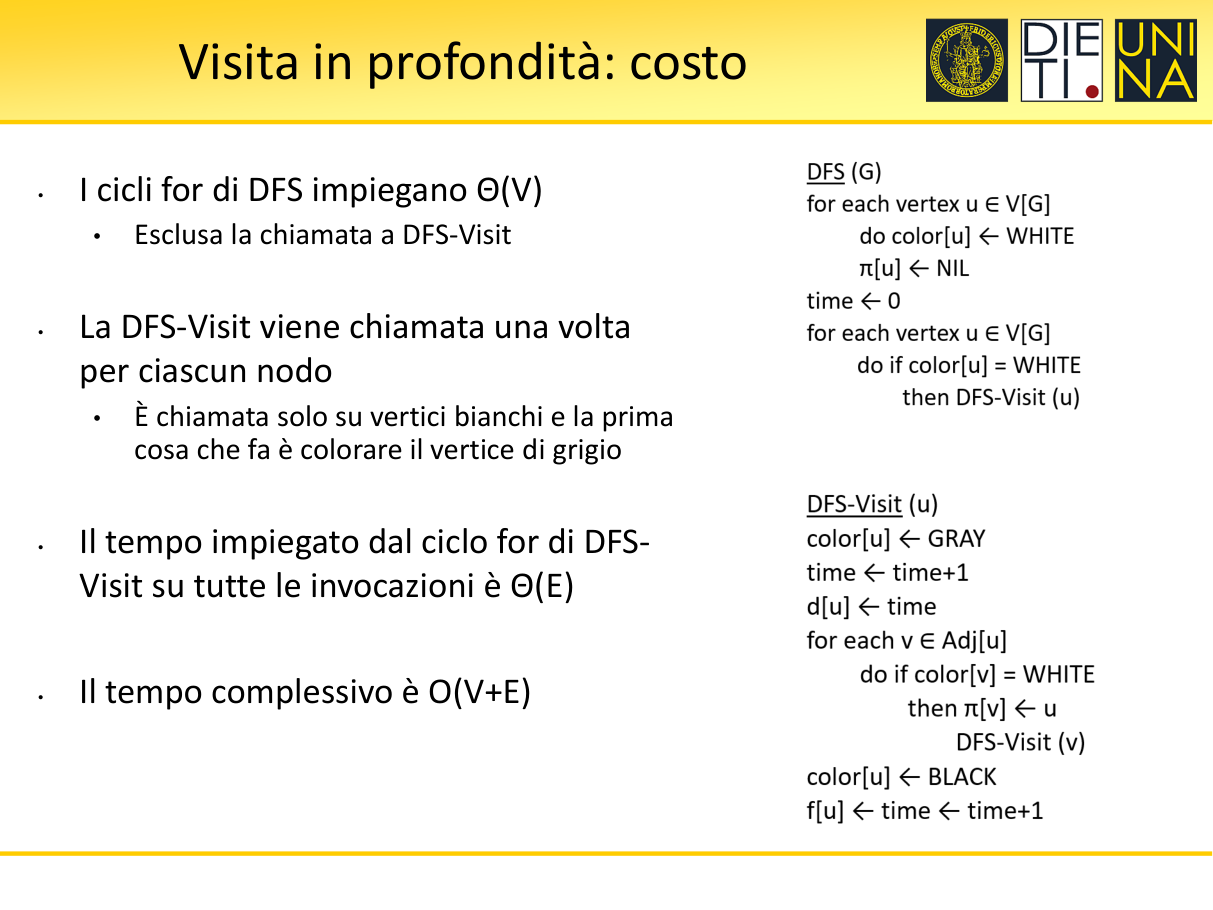 Visita in profondità: costo
DIE
TI.
UNI
NA
• I cicli for di DFS impiegano Θ(V)
• Esclusa la chiamata a DFS-Visit
• La DFS-Visit viene chiamata una volta
per ciascun nodo
• È chiamata solo su vertici bianchi e la prima
cosa che fa è colorare il vertice di grigio
• Il tempo impiegato dal ciclo for di DFS-
Visit su tutte le invocazioni è Θ(E)
• Il tempo complessivo è O(V+E)
DFS (G)
for each vertex u ∈ V[G]
do color[u] ← WHITE
π[u] ← NIL
time ← 0
for each vertex u ∈ V[G]
do if color[u] = WHITE
then DFS-Visit (u)
DFS-Visit (u)
color[u] ← GRAY
time ← time+1
d[u] ← time
for each v ∈ Adj[u]
do if color[v] = WHITE
then π[v] ← u
DFS-Visit (v)
color[u] ← BLACK
f[u] ← time ← time+1